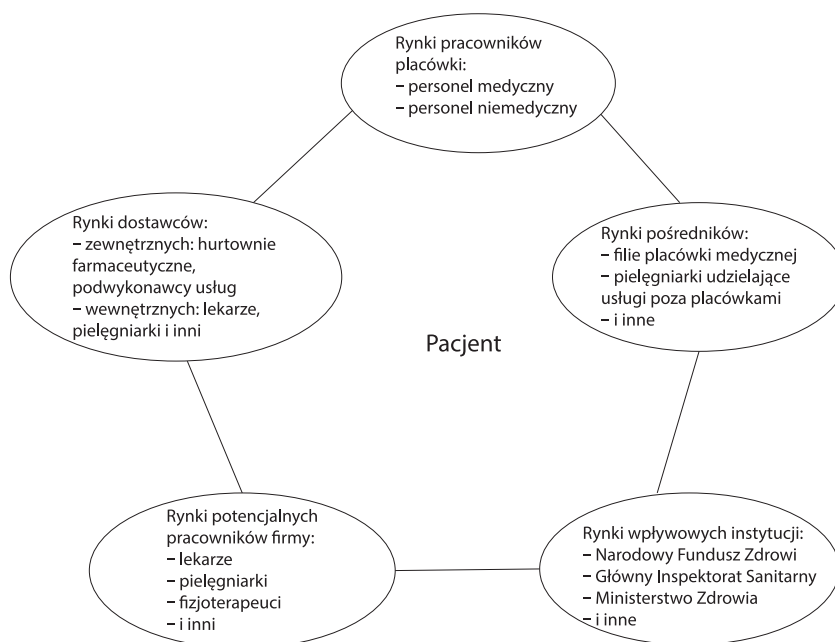 Rynki pracowników
placówki:
– personel medyczny
– personel niemedyczny
Rynki dostawców:
– zewnętrznych: hurtownie
farmaceutyczne,
podwykonawcy usług
– wewnętrznych: lekarze,
pielęgniarki i inni
Rynki pośredników:
– filie placówki medycznej
– pielęgniarki udzielające
usługi poza placówkami
– i inne
Pacjent
Rynki potencjalnych
pracowników firmy:
– lekarze
– pielęgniarki
– fizjoterapeuci
– i inni
Rynki wpływowych instytucji:
– Narodowy Fundusz Zdrowi
– Główny Inspektorat Sanitarny
– Ministerstwo Zdrowia
– i inne